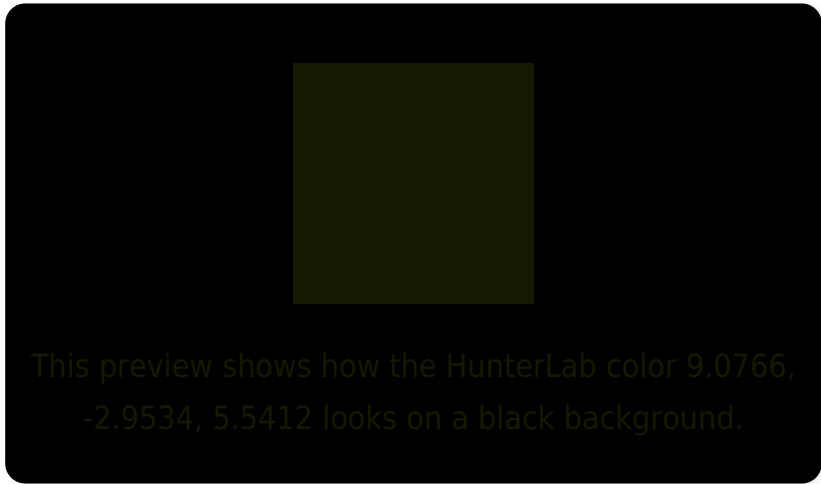 This preview shows how the HunterLab color 9.0766,
-2.9534, 5.5412 looks on a black background.